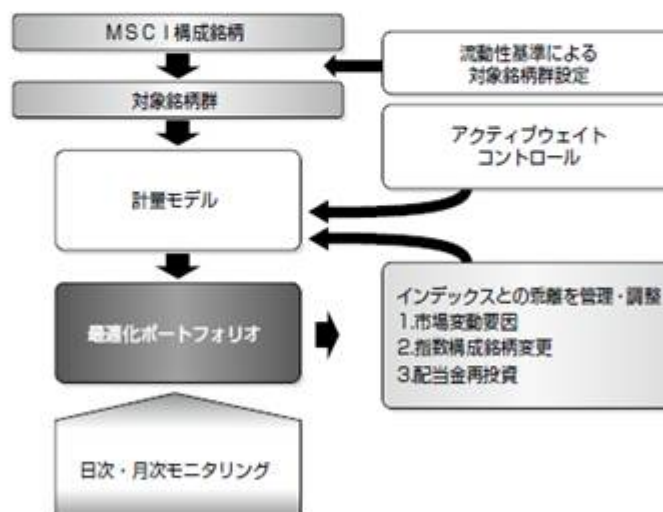 MSCI構成銘柄
流動性基準による
対象銘柄群設定
対象銘柄群
アクティブウェイト
コントロール
計量モデル
最適化ポートフォリオ
インデックスとの乖離を管理・調整
1.市場変動要因
2.指数構成銘柄変更
3.配当金再投資
日次・月次モニタリング